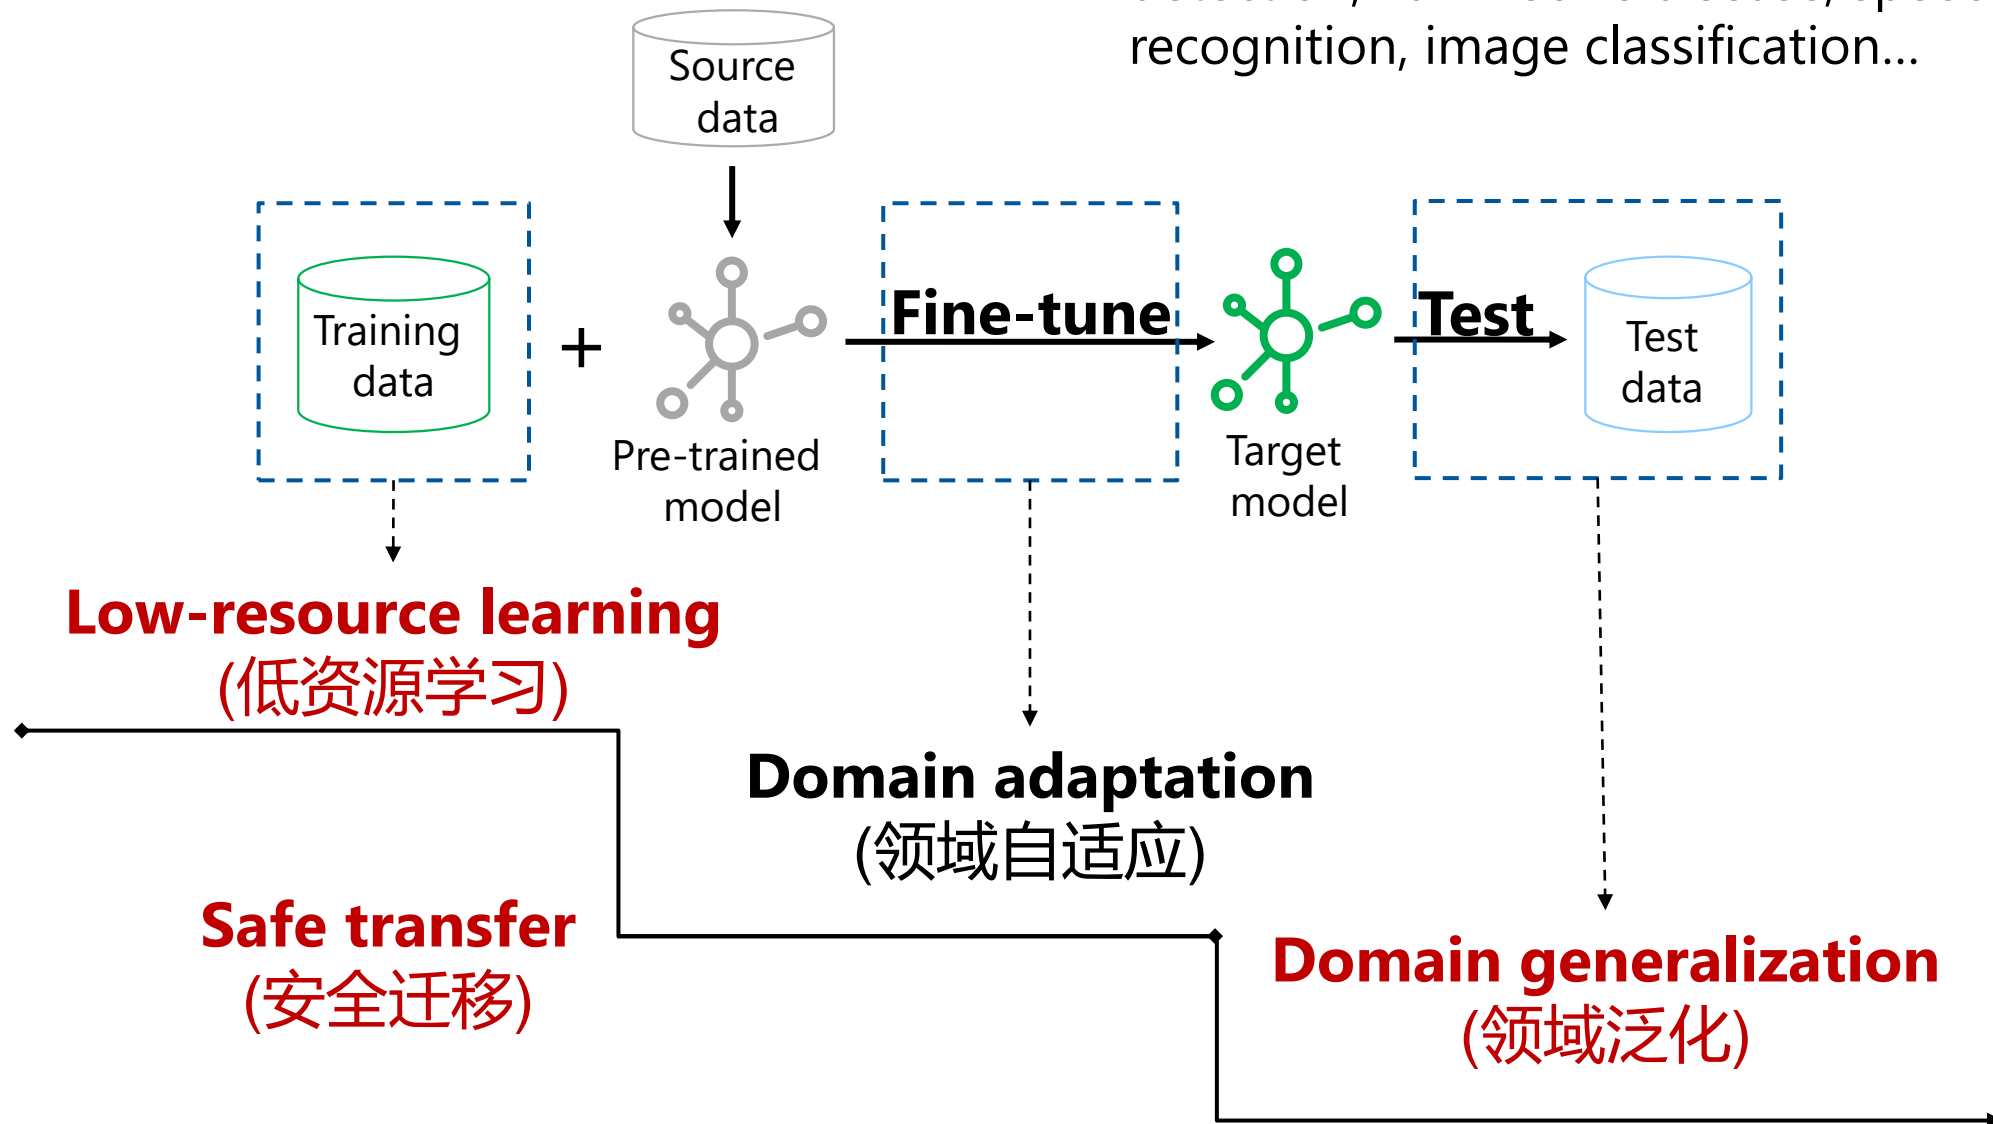 recognition, image classification...
Source
data
Training
data
+
Pre-trained
model
Fine-tune
Target
model
Test
Test
data
Low-resource learning
(低资源学习)
Domain adaptation
(领域自适应)
Safe transfer
(安全迁移)
Domain generalization
(领域泛化)